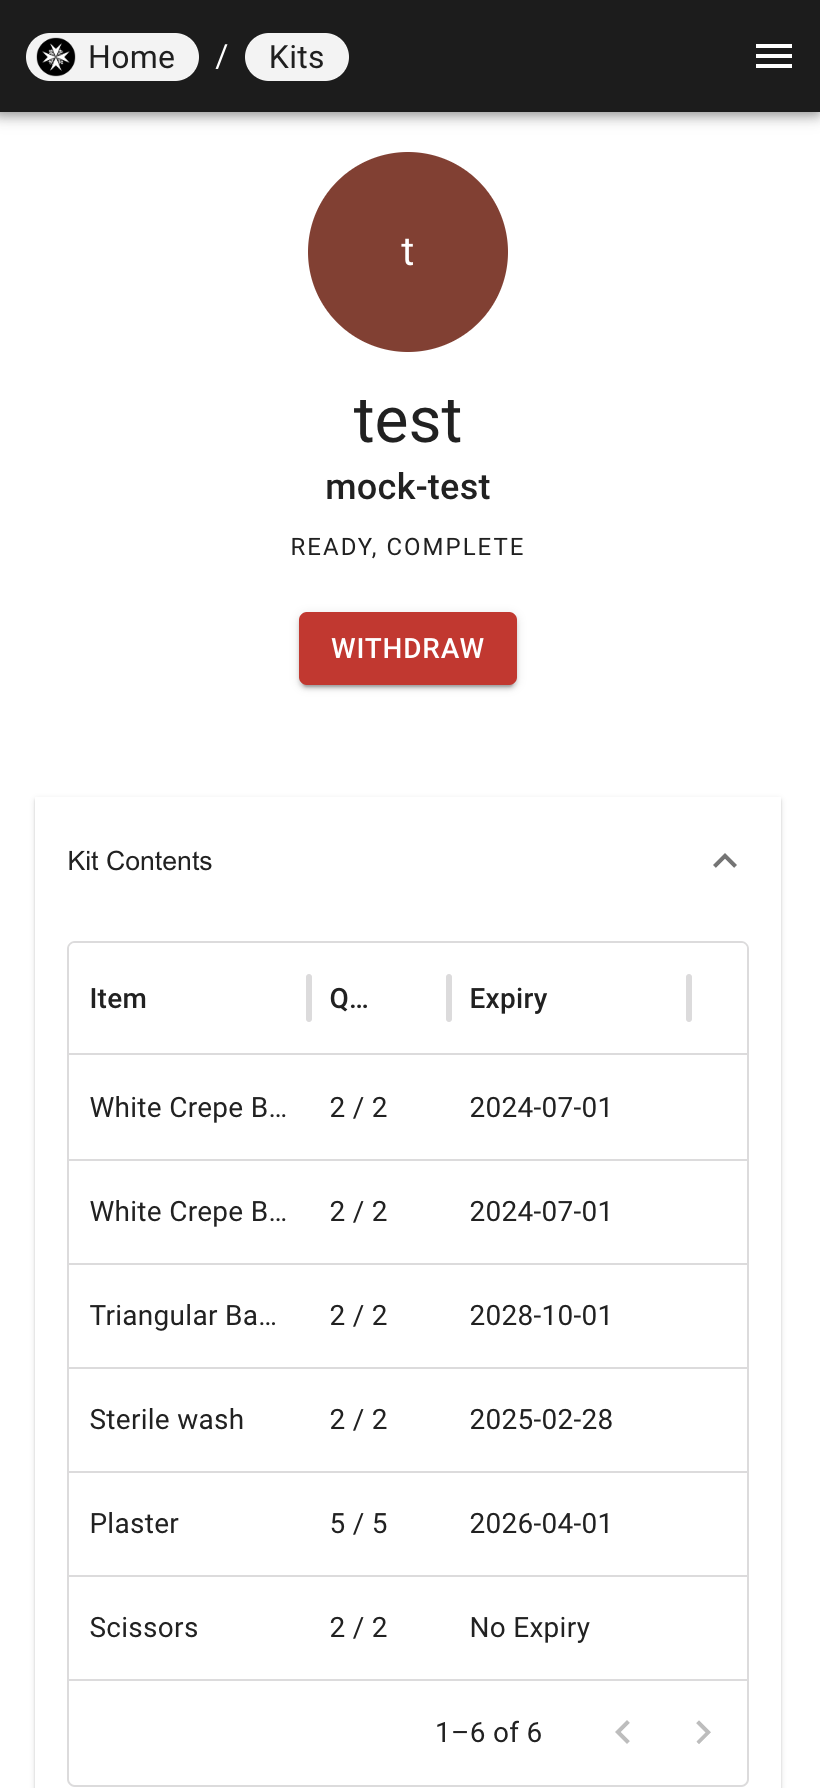 Home / Kits
t
test
mock-test
READY, COMPLETE
WITHDRAW
Kit Contents
Item Q... Expiry
White Crepe B... 2 / 2 2024-07-01
White Crepe B... 2 / 2 2024-07-01
Triangular Ba... 2 / 2 2028-10-01
Sterile wash 2 / 2 2025-02-28
Plaster 5 / 5 2026-04-01
Scissors 2 / 2 No Expiry
1–6 of 6